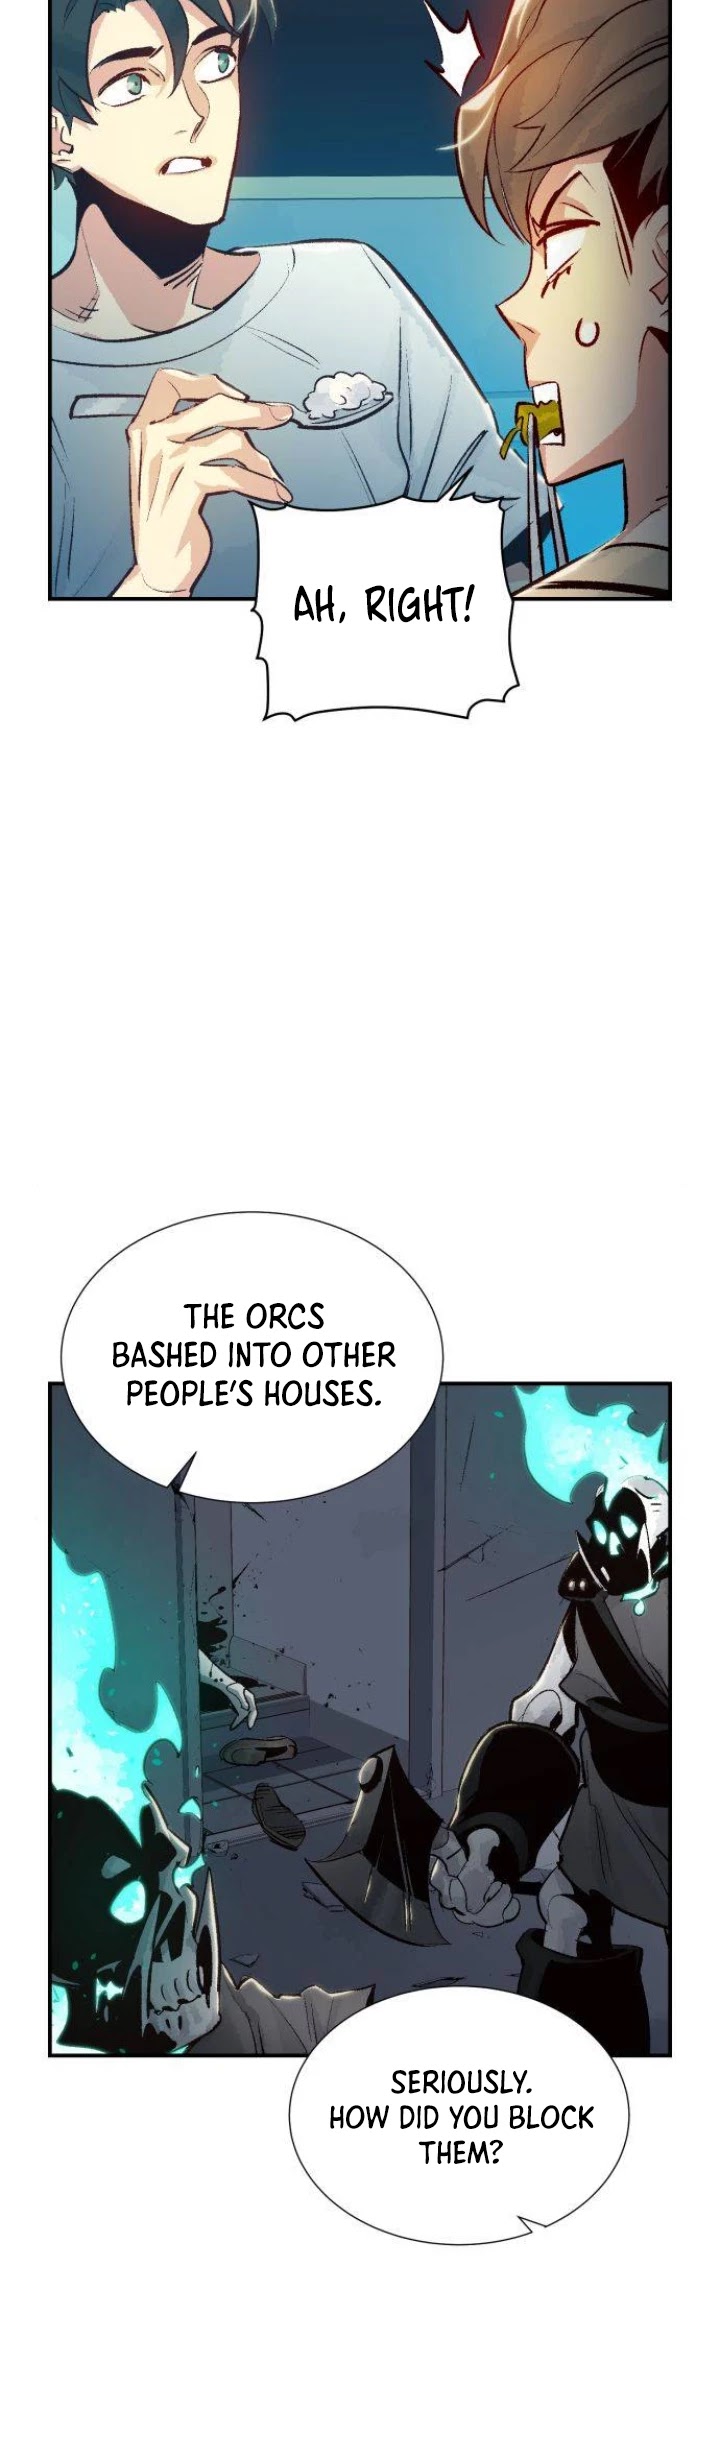 AH, RIGHT!
THE ORCS
BASHED INTO OTHER
PEOPLE'S HOUSES.
SERIOUSLY.
HOW DID YOU BLOCK
THEM?